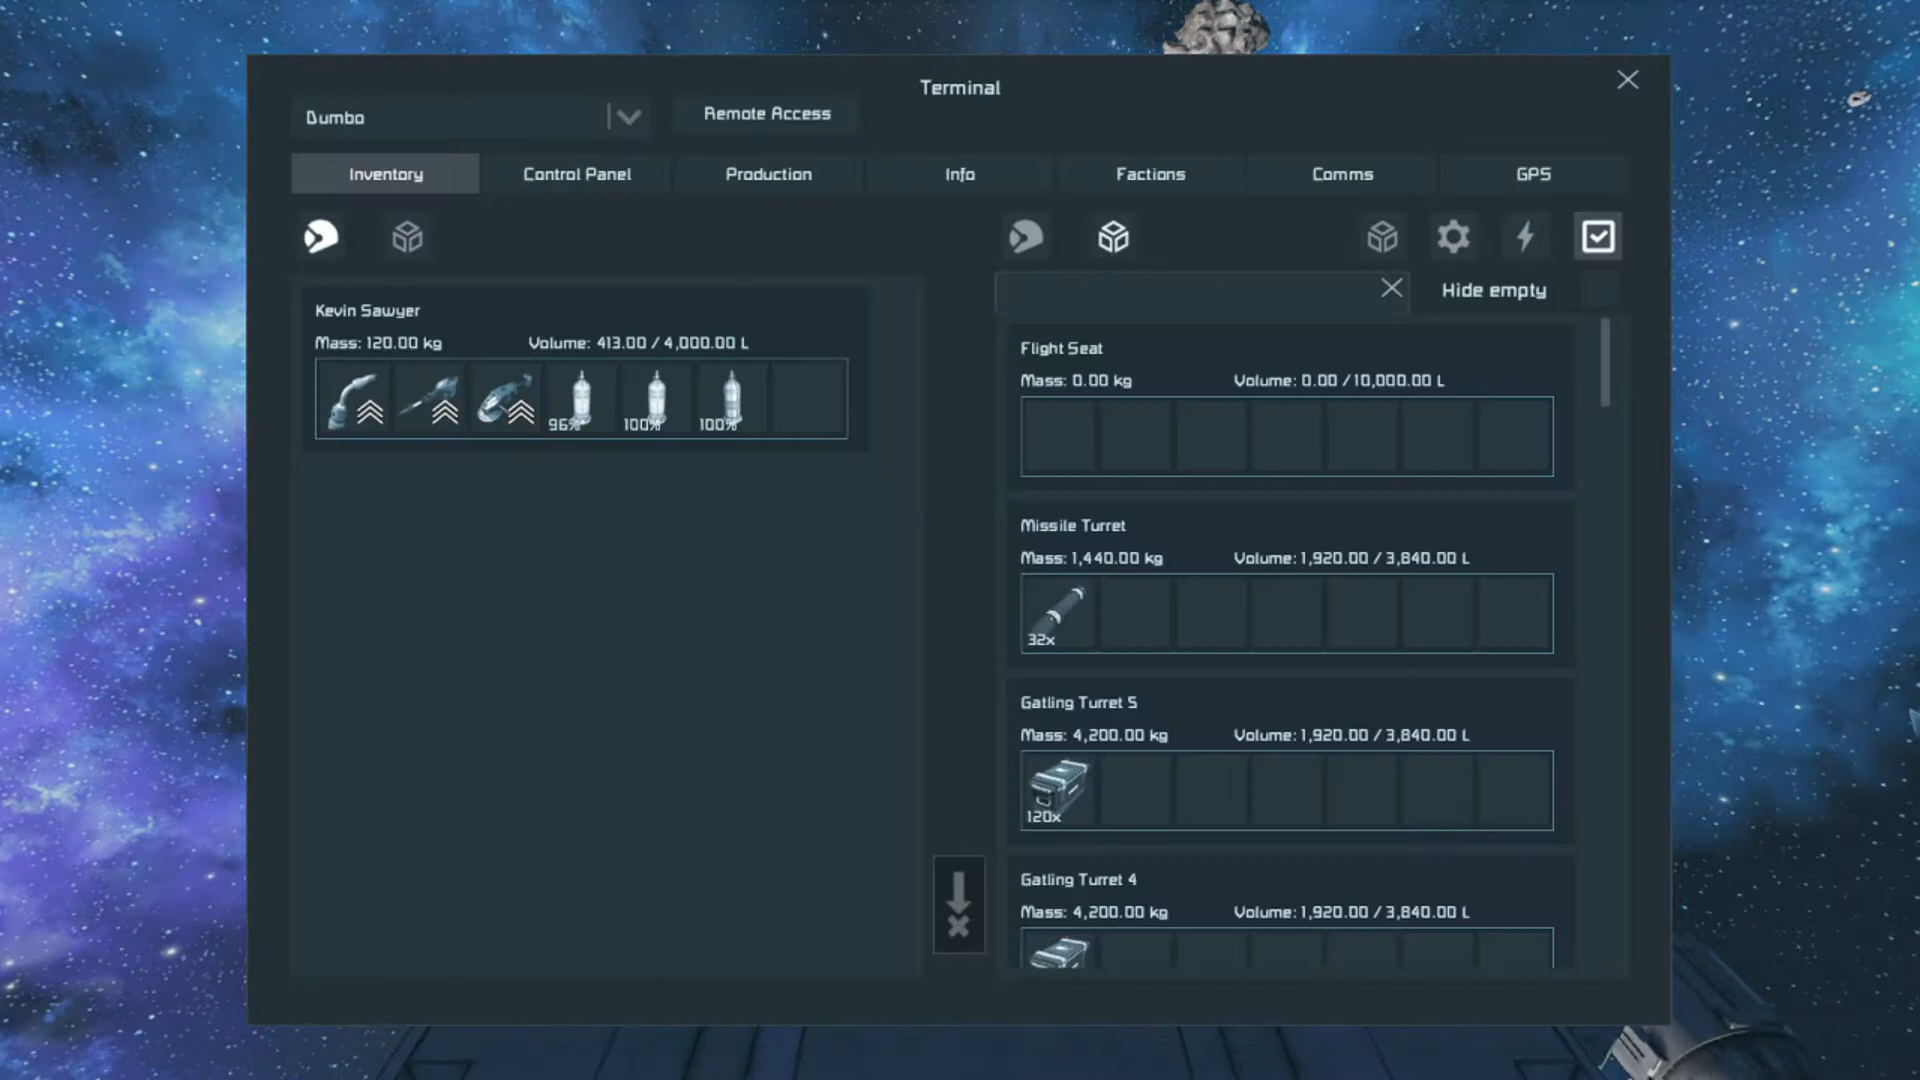 Terminal
Dumbo
Remote Access
Inventory
Control Panel
Production
Info
Factions
Comms
GPS
Hide empty
Kevin Sawyer
Mass: 120.00 kg
Volume: 413.00 / 4,000.00 L
96%
100%
100%
Flight Seat
Mass: 0.00 kg
Volume: 0.00 / 10,000.00 L
Missile Turret
Mass: 1,440.00 kg
Volume: 1,920.00 / 3,840.00 L
32x
Gatling Turret 5
Mass: 4,200.00 kg
Volume: 1,920.00 / 3,840.00 L
120x
Gatling Turret 4
Mass: 4,200.00 kg
Volume: 1,920.00 / 3,840.00 L